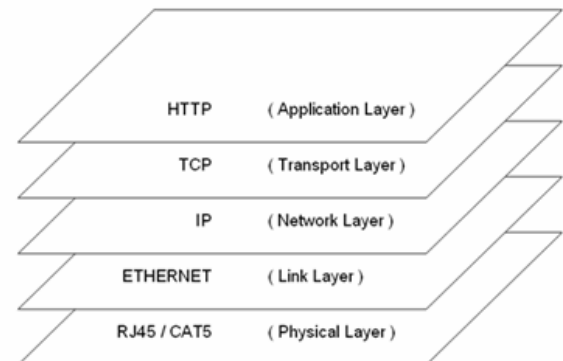 HTTP ( Application Layer )
TCP ( Transport Layer )
IP ( Network Layer )
ETHERNET ( Link Layer )
RJ45 / CAT5 ( Physical Layer )